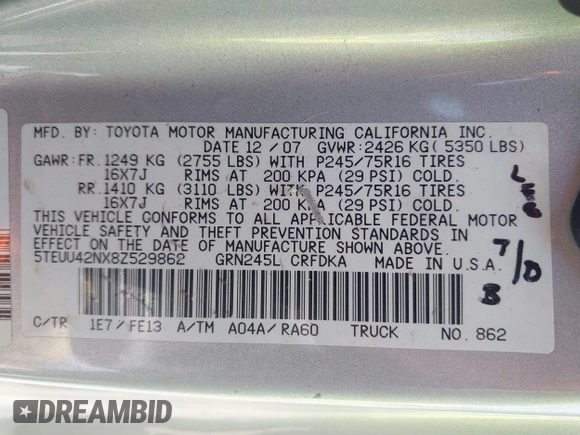 MFD. BY: TOYOTA MOTOR MANUFACTURING CALIFORNIA INC.
DATE 12/07 GVWR: 2426 KG( 5350 LBS)
GAWR: FR. 1249 KG (2755 LBS) WITH P245/75R16 TIRES
16X7J RIMS AT 200 KPA (29 PSI) COLD.
RR. 1410 KG (3110 LBS) WITH P245/75R16 TIRES
16X7J RIMS AT 200 KPA (29 PSI) COLD.
THIS VEHICLE CONFORMS TO ALL APPLICABLE FEDERAL MOTOR
VEHICLE SAFETY AND THEFT PREVENTION STANDARDS IN
EFFECT ON THE DATE OF MANUFACTURE SHOWN ABOVE.
5TEUU42NX8Z529862 GRN245L CRFDKA MADE IN U.S.A.
7/D
B
C/TR 1E7/FE13 A/TM A04A/RA60 TRUCK NO. 862
DREAMBID